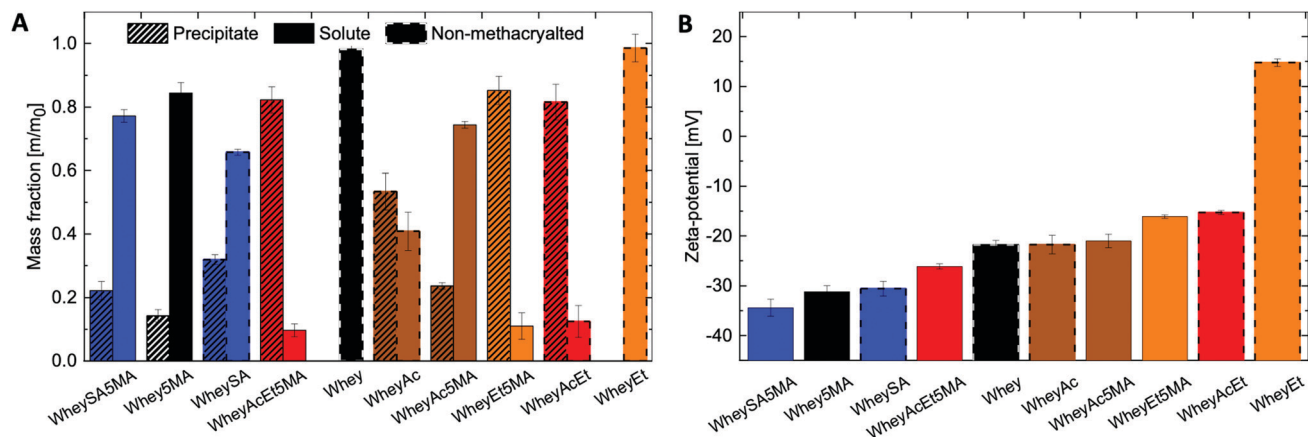 A
Precipitate
Solute
Non-methacryalted
Mass fraction [m/m0]
1.0
0.8
0.6
0.4
0.2
0.0
WheySA5MA
Whey5MA
WheySA
WheyAcEt5MA
Whey
WheyAc
WheyAc5MA
WheyEt5MA
WheyAcEt
WheyEt
B
Zeta-potential [mV]
20
10
0
-10
-20
-30
-40
WheySA5MA
Whey5MA
WheySA
WheyAcEt5MA
Whey
WheyAc
WheyAc5MA
WheyEt5MA
WheyAcEt
WheyEt